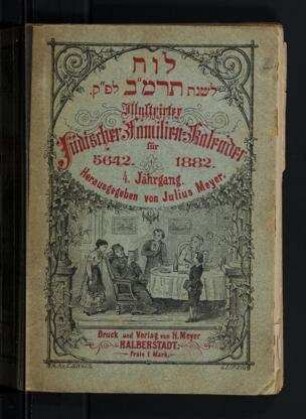 לוח
לשנת תרמ"ב לפ"ק.
Illustrirter
Jüdischer Familien-Kalender
für
5642. 1882.
4. Jahrgang.
Herausgegeben von Julius Meyer.
Druck und Verlag von H. Meyer
HALBERSTADT.
Preis 1 Mark.